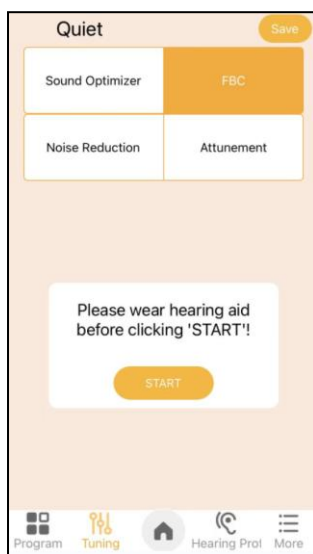 Quiet
Save
Sound Optimizer
FBC
Noise Reduction
Attunement
Please wear hearing aid
before clicking 'START'!
START
Program
Tuning
Hearing Prof
More